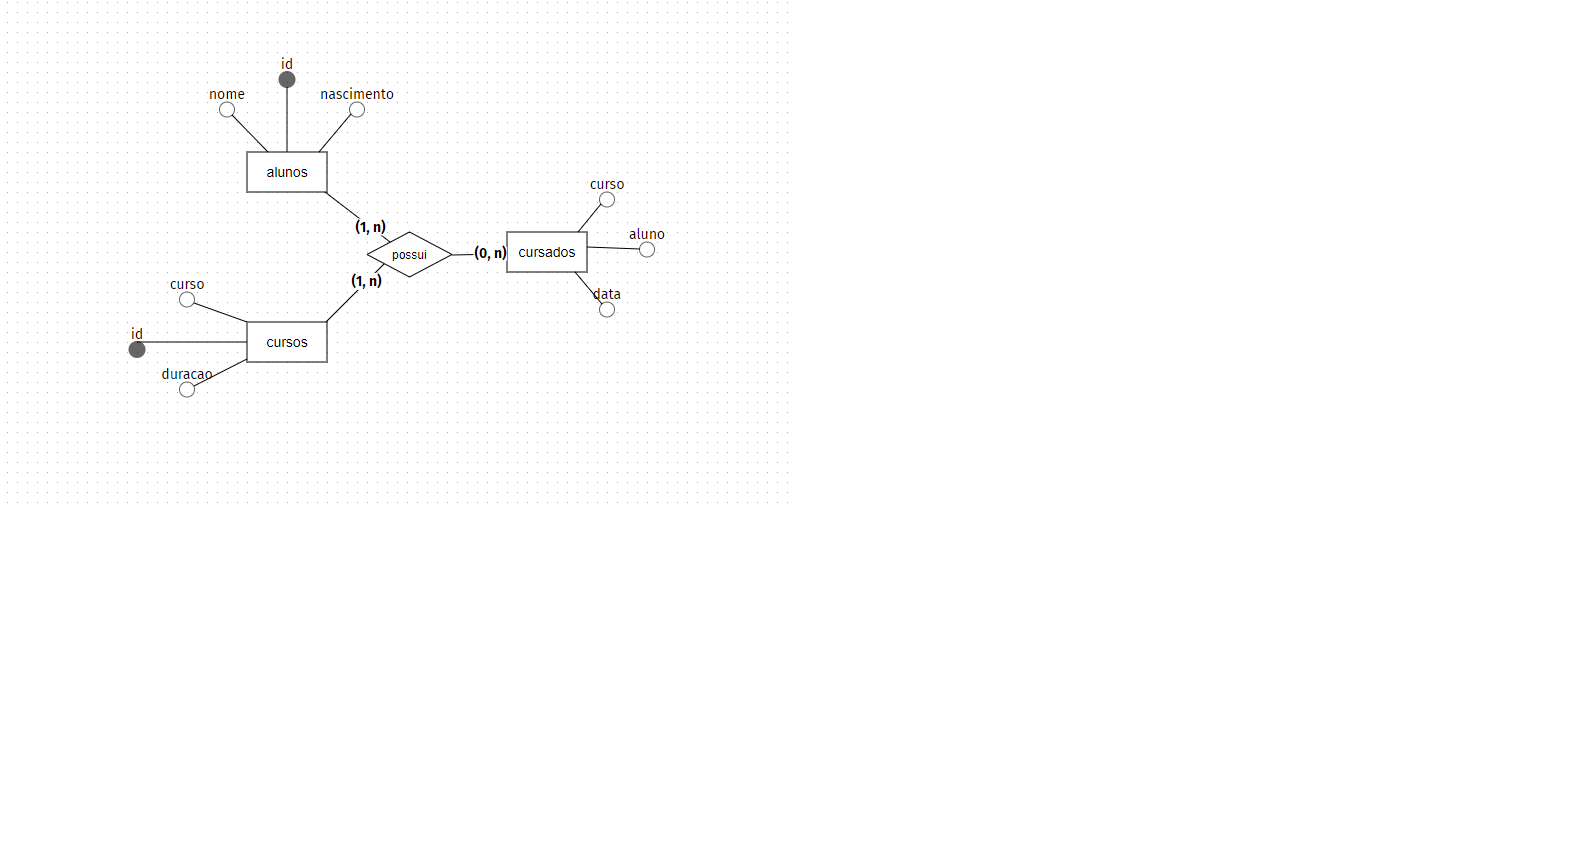 id
nome
nascimento
alunos
curso
(1, n)
aluno
possui
(0, n)
cursados
(1, n)
curso
data
id
cursos
duracao